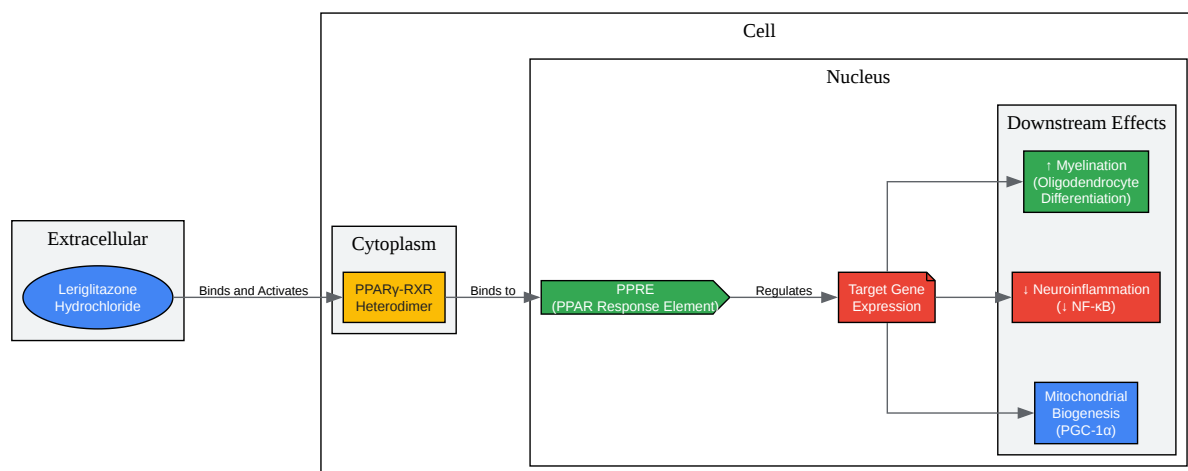 Cell
Nucleus
Downstream Effects
↑ Myelination
(Oligodendrocyte
Differentiation)
Extracellular
Leriglitazone
Hydrochloride
Binds and Activates
Cytoplasm
PPARγ-RXR
Heterodimer
Binds to
PPRE
(PPAR Response Element)
Regulates
Target Gene
Expression
↓ Neuroinflammation
(↓ NF-κB)
Mitochondrial
Biogenesis
(PGC-1α)